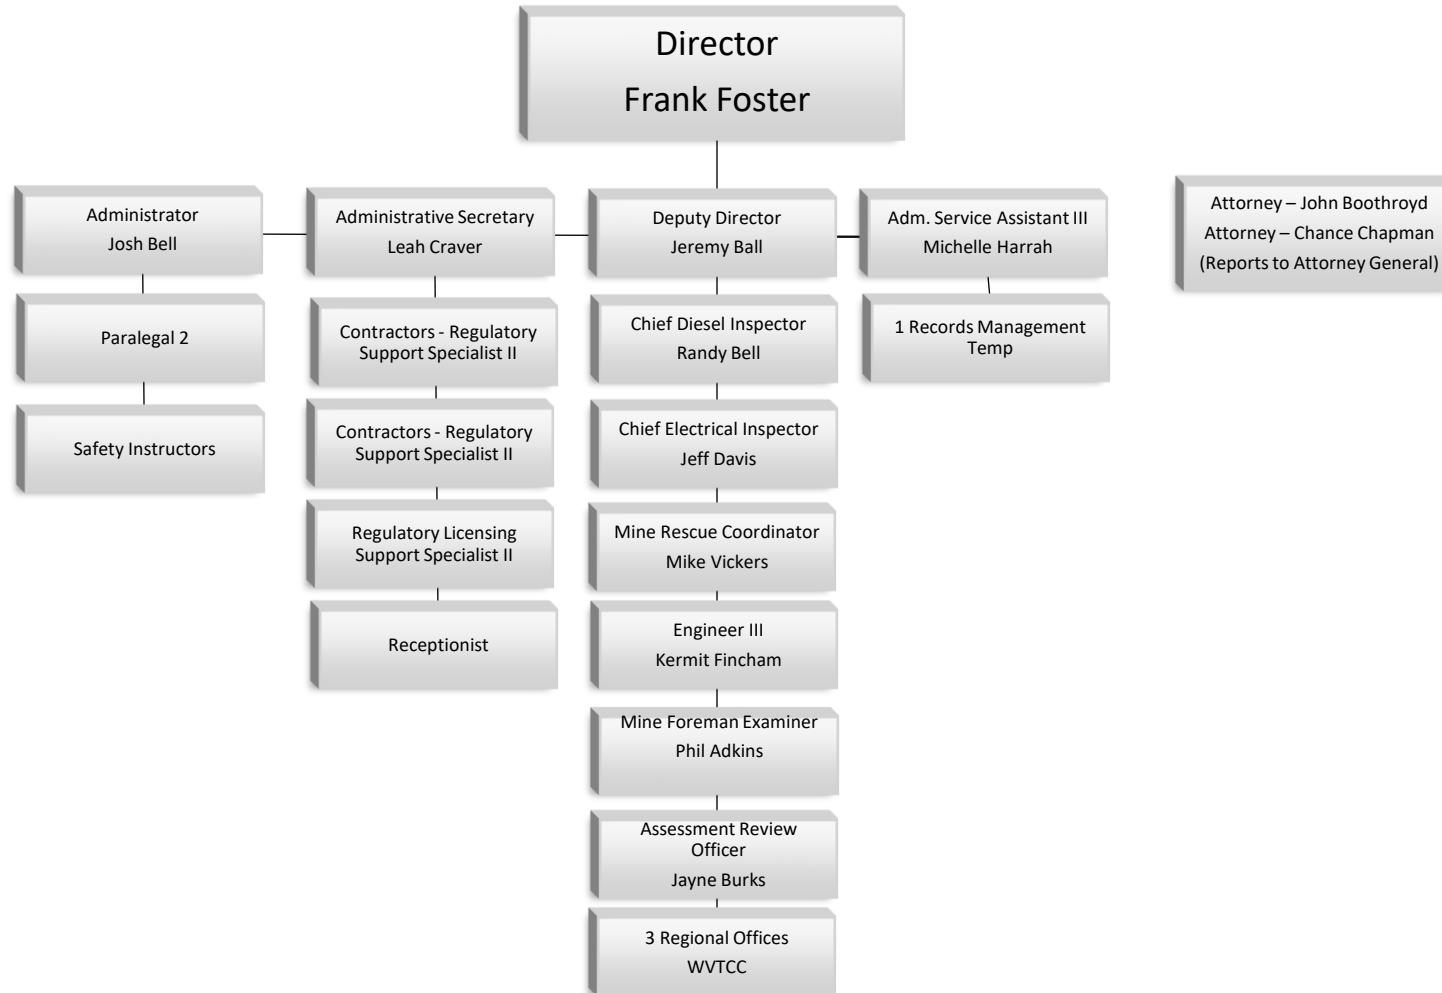 Director
Frank Foster
Administrator
Josh Bell
Administrative Secretary
Leah Craver
Deputy Director
Jeremy Ball
Adm. Service Assistant III
Michelle Harrah
Attorney – John Boothroyd
Attorney – Chance Chapman
(Reports to Attorney General)
Paralegal 2
Safety Instructors
Contractors - Regulatory
Support Specialist II
Contractors - Regulatory
Support Specialist II
Regulatory Licensing
Support Specialist II
Receptionist
Chief Diesel Inspector
Randy Bell
Chief Electrical Inspector
Jeff Davis
Mine Rescue Coordinator
Mike Vickers
Engineer III
Kermit Fincham
Mine Foreman Examiner
Phil Adkins
Assessment Review
Officer
Jayne Burks
3 Regional Offices
WVTCC
1 Records Management
Temp